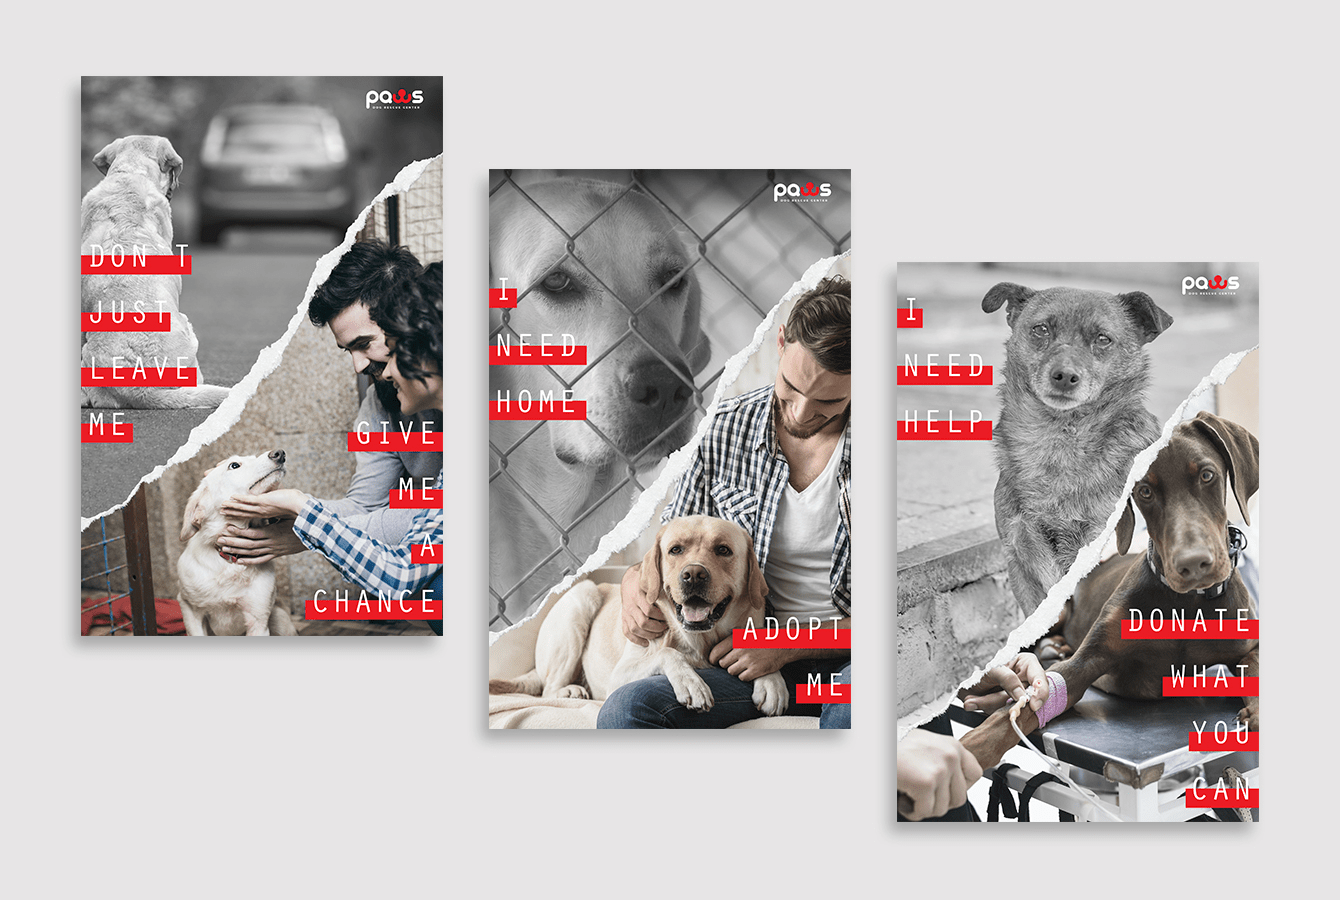 paws
DOG RESCUE CENTER
DON'T
JUST
LEAVE
ME
GIVE
ME
A
CHANCE
paws
DOG RESCUE CENTER
I
NEED
HOME
ADOPT
ME
paws
DOG RESCUE CENTER
I
NEED
HELP
DONATE
WHAT
YOU
CAN